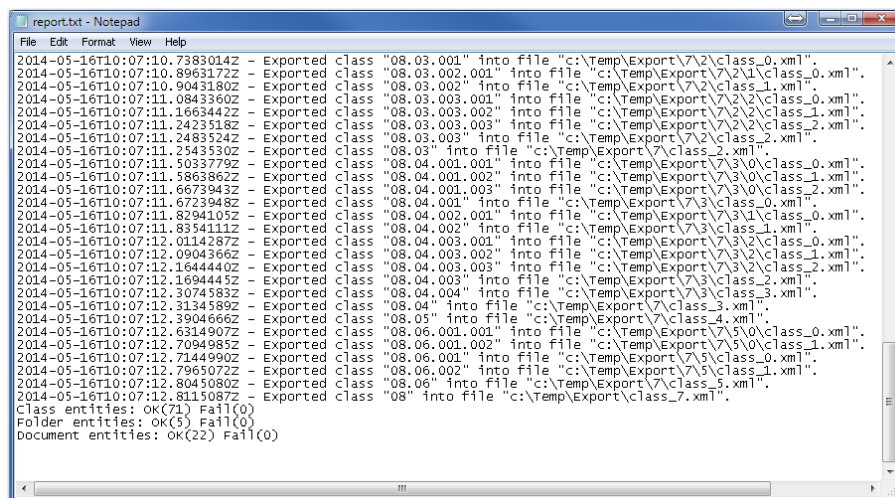 report.txt - Notepad
File Edit Format View Help
2014-05-16T10:07:10.7383014Z - Exported class "08.03.001" into file "c:\Temp\Export\7\2\class_0.xml".
2014-05-16T10:07:10.8963172Z - Exported class "08.03.002.001" into file "c:\Temp\Export\7\2\1\class_0.xml".
2014-05-16T10:07:10.9043180Z - Exported class "08.03.002" into file "c:\Temp\Export\7\2\class_1.xml".
2014-05-16T10:07:11.0843360Z - Exported class "08.03.003.001" into file "c:\Temp\Export\7\2\2\class_0.xml".
2014-05-16T10:07:11.1663442Z - Exported class "08.03.003.002" into file "c:\Temp\Export\7\2\2\class_1.xml".
2014-05-16T10:07:11.2423518Z - Exported class "08.03.003.003" into file "c:\Temp\Export\7\2\2\class_2.xml".
2014-05-16T10:07:11.2483524Z - Exported class "08.03.003" into file "c:\Temp\Export\7\2\class_2.xml".
2014-05-16T10:07:11.2543530Z - Exported class "08.03" into file "c:\Temp\Export\7\class_2.xml".
2014-05-16T10:07:11.5033779Z - Exported class "08.04.001.001" into file "c:\Temp\Export\7\3\0\class_0.xml".
2014-05-16T10:07:11.5863862Z - Exported class "08.04.001.002" into file "c:\Temp\Export\7\3\0\class_1.xml".
2014-05-16T10:07:11.6673943Z - Exported class "08.04.001.003" into file "c:\Temp\Export\7\3\0\class_2.xml".
2014-05-16T10:07:11.6723948Z - Exported class "08.04.001" into file "c:\Temp\Export\7\3\class_0.xml".
2014-05-16T10:07:11.8294105Z - Exported class "08.04.002.001" into file "c:\Temp\Export\7\3\1\class_0.xml".
2014-05-16T10:07:11.8354111Z - Exported class "08.04.002" into file "c:\Temp\Export\7\3\class_1.xml".
2014-05-16T10:07:12.0114287Z - Exported class "08.04.003.001" into file "c:\Temp\Export\7\3\2\class_0.xml".
2014-05-16T10:07:12.0904366Z - Exported class "08.04.003.002" into file "c:\Temp\Export\7\3\2\class_1.xml".
2014-05-16T10:07:12.1644440Z - Exported class "08.04.003.003" into file "c:\Temp\Export\7\3\2\class_2.xml".
2014-05-16T10:07:12.1694445Z - Exported class "08.04.003" into file "c:\Temp\Export\7\3\class_2.xml".
2014-05-16T10:07:12.3074583Z - Exported class "08.04.004" into file "c:\Temp\Export\7\3\class_3.xml".
2014-05-16T10:07:12.3134589Z - Exported class "08.04" into file "c:\Temp\Export\7\class_3.xml".
2014-05-16T10:07:12.3904666Z - Exported class "08.05" into file "c:\Temp\Export\7\class_4.xml".
2014-05-16T10:07:12.6314907Z - Exported class "08.06.001.001" into file "c:\Temp\Export\7\5\0\class_0.xml".
2014-05-16T10:07:12.7094985Z - Exported class "08.06.001.002" into file "c:\Temp\Export\7\5\0\class_1.xml".
2014-05-16T10:07:12.7144990Z - Exported class "08.06.001" into file "c:\Temp\Export\7\5\class_0.xml".
2014-05-16T10:07:12.7965072Z - Exported class "08.06.002" into file "c:\Temp\Export\7\5\class_1.xml".
2014-05-16T10:07:12.8045080Z - Exported class "08.06" into file "c:\Temp\Export\7\class_5.xml".
2014-05-16T10:07:12.8115087Z - Exported class "08" into file "c:\Temp\Export\class_7.xml".
Class entities: OK(71) Fail(0)
Folder entities: OK(5) Fail(0)
Document entities: OK(22) Fail(0)